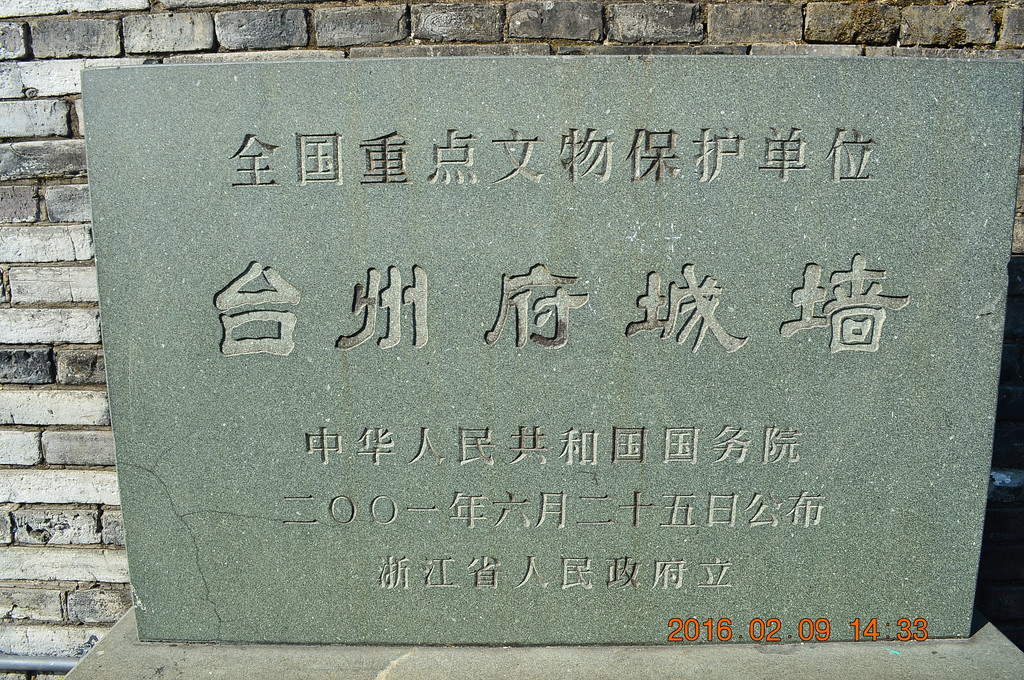 全国重点文物保护单位
台州府城墙
中华人民共和国国务院
二〇〇一年六月二十五日公布
浙江省人民政府立
2016 02 09 14:33